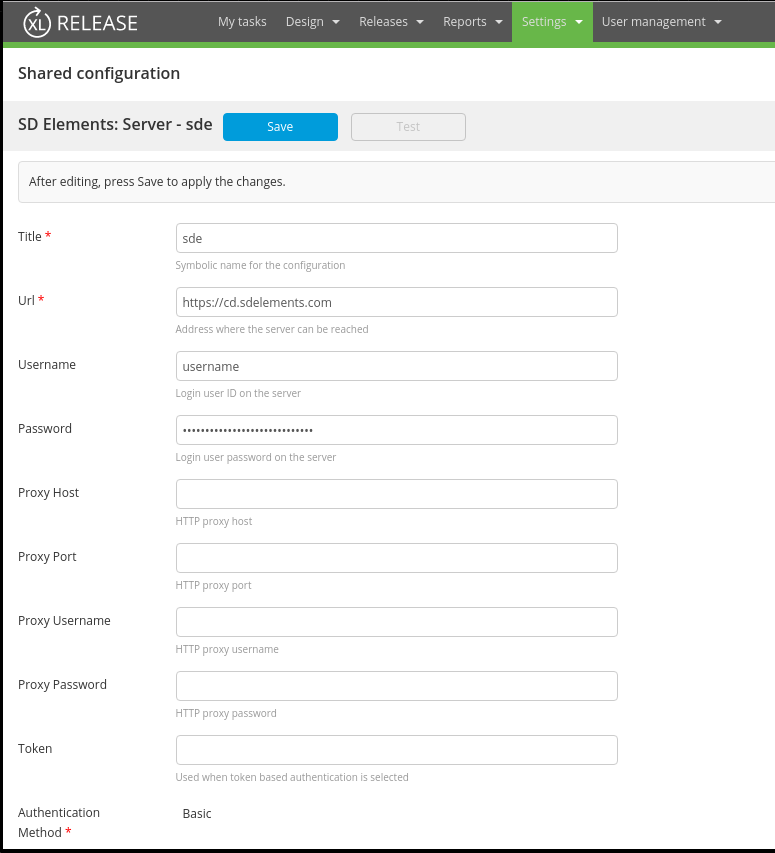 XL RELEASE My tasks Design Releases Reports Settings User management
Shared configuration
SD Elements: Server - sde Save Test
After editing, press Save to apply the changes.
Title * sde
Symbolic name for the configuration
Url * https://cd.sdelements.com
Address where the server can be reached
Username username
Login user ID on the server
Password •••••••••••••••••••••••••••••
Login user password on the server
Proxy Host
HTTP proxy host
Proxy Port
HTTP proxy port
Proxy Username
HTTP proxy username
Proxy Password
HTTP proxy password
Token
Used when token based authentication is selected
Authentication Basic
Method *